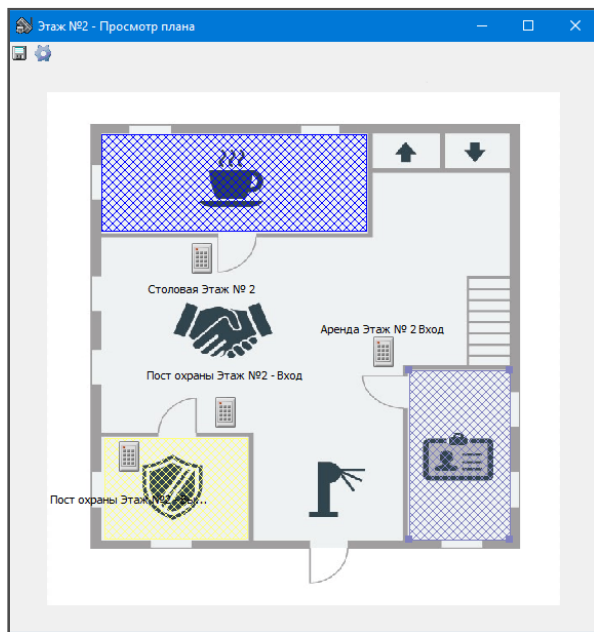 Этаж №2 - Просмотр плана
Столовая Этаж № 2
Аренда Этаж № 2 Вход
Пост охраны Этаж №2 - Вход
Пост охраны Этаж №2 - Вы...